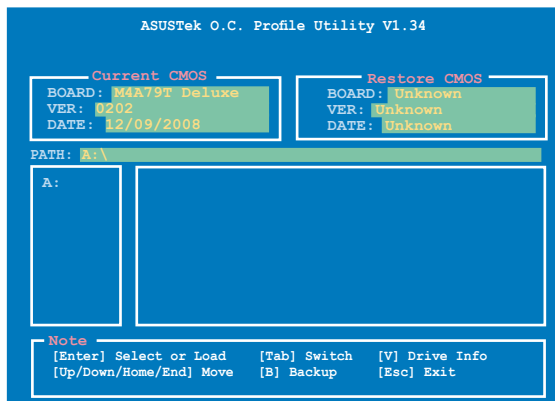 ASUSTek O.C. Profile Utility V1.34
Current CMOS
BOARD: M4A79T Deluxe
VER: 0202
DATE: 12/09/2008
Restore CMOS
BOARD: Unknown
VER: Unknown
DATE: Unknown
PATH: A:\
A:
Note
[Enter] Select or Load [Tab] Switch [V] Drive Info
[Up/Down/Home/End] Move [B] Backup [Esc] Exit